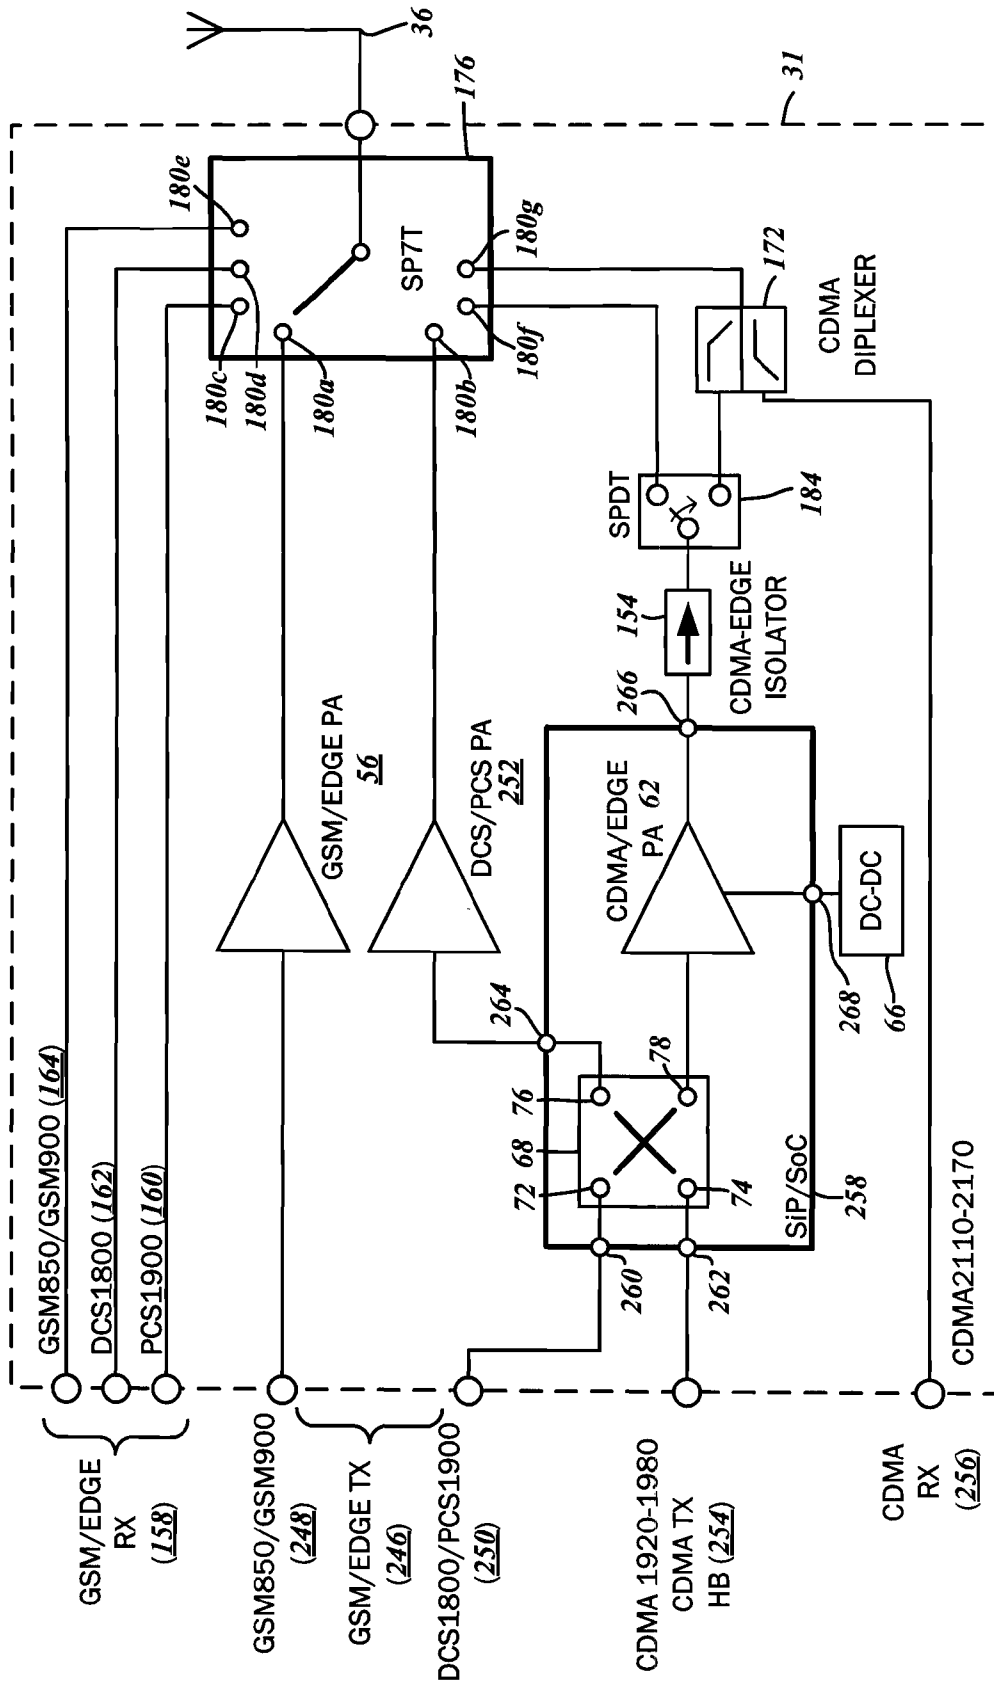 36
176
31
180e
180c
180d
180a
SP7T
180b
180f
180g
172
CDMA
DIPLEXER
SPDT
184
154
CDMA-EDGE
ISOLATOR
GSM/EDGE PA
56
DCS/PCS PA
252
266
CDMA/EDGE
PA 62
DC-DC
268
66
264
76
78
68
72
74
SiP/SoC
258
260
262
GSM850/GSM900 (164)
DCS1800 (162)
PCS1900 (160)
CDMA2110-2170
GSM/EDGE
RX
(158)
GSM850/GSM900
(248)
GSM/EDGE TX
(246)
DCS1800/PCS1900
(250)
CDMA 1920-1980
CDMA TX
HB (254)
CDMA
RX
(256)